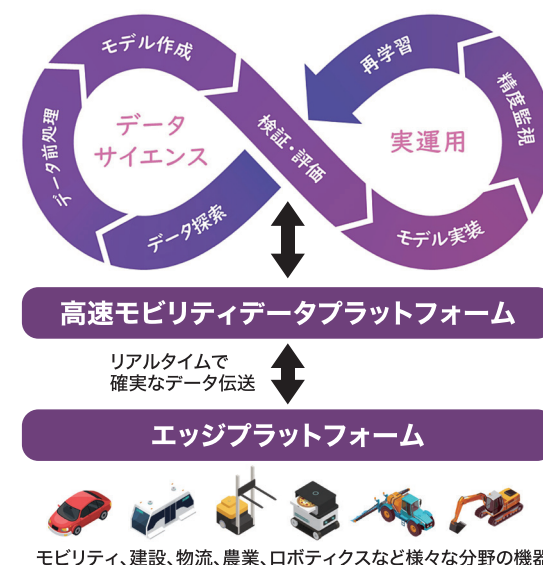 モデル作成
再学習
データ前処理
データ
サイエンス
検証・評価
実運用
精度監視
データ探索
モデル実装
高速モビリティデータプラットフォーム
リアルタイムで
確実なデータ伝送
エッジプラットフォーム
モビリティ、建設、物流、農業、ロボティクスなど様々な分野の機器